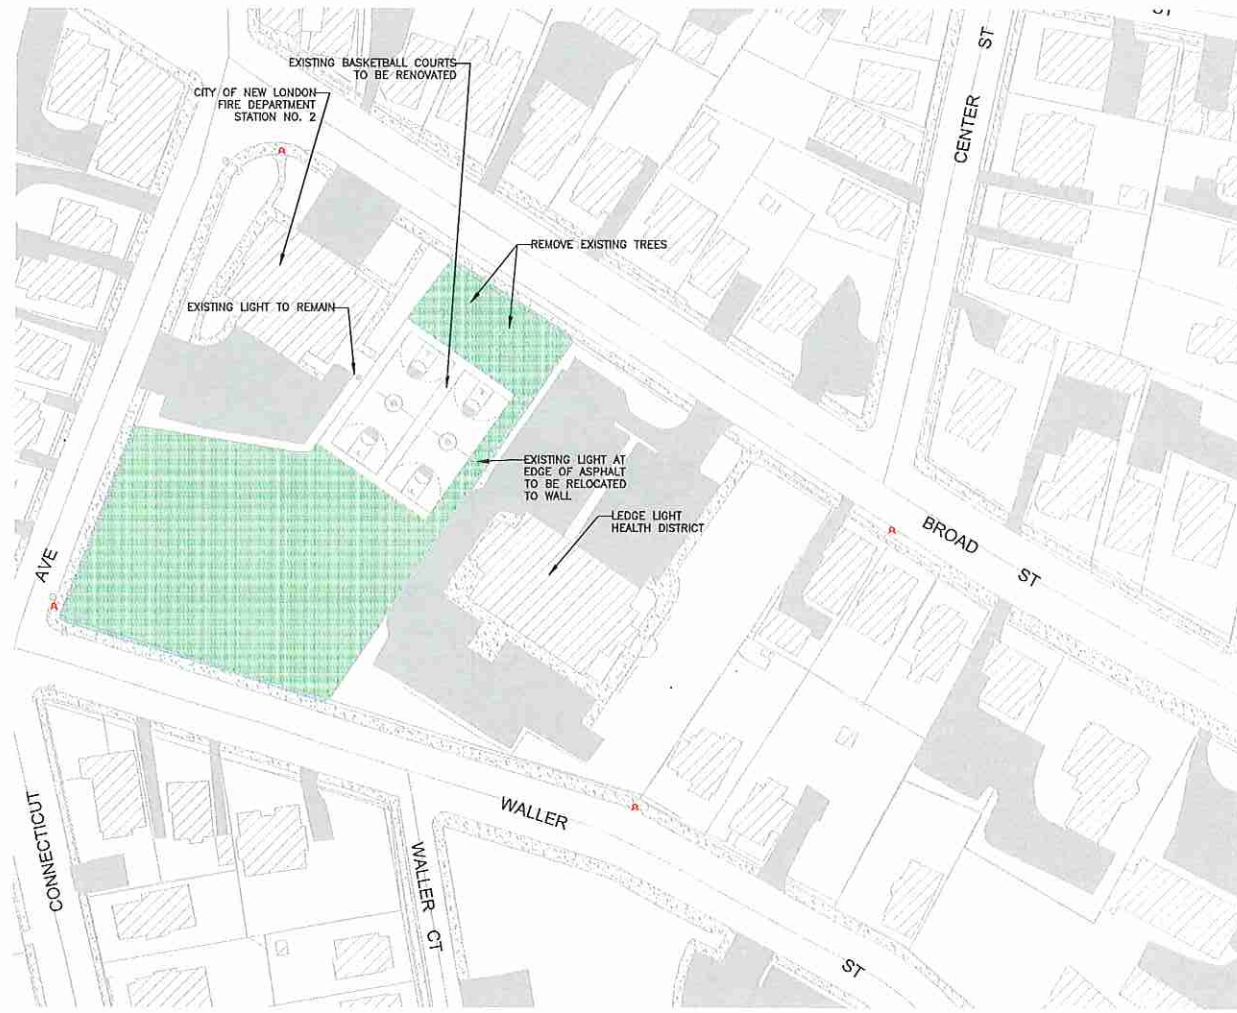 ST
CENTER
EXISTING BASKETBALL COURTS
TO BE RENOVATED
CITY OF NEW LONDON
FIRE DEPARTMENT
STATION NO. 2
A
REMOVE EXISTING TREES
EXISTING LIGHT TO REMAIN
EXISTING LIGHT AT
EDGE OF ASPHALT
TO BE RELOCATED
TO WALL
LEDGE LIGHT
HEALTH DISTRICT
A
BROAD
ST
AVE
A
CONNECTICUT
WALLER
A
WALLER CT
ST